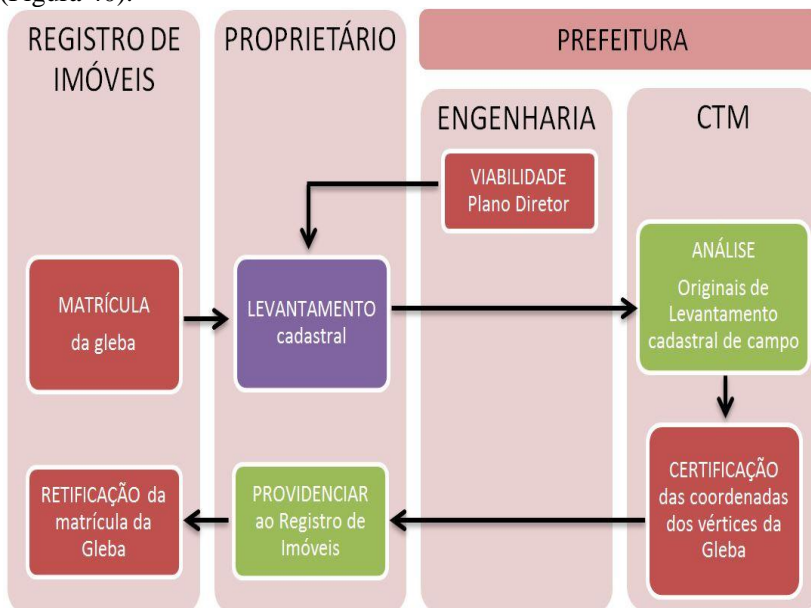 (Figura 46).
REGISTRO DE
IMÓVEIS
PROPRIETÁRIO
PREFEITURA
ENGENHARIA
CTM
VIABILIDADE
Plano Diretor
MATRÍCULA
da gleba
LEVANTAMENTO
cadastral
ANÁLISE
Originais de
Levantamento
cadastral de campo
RETIFICAÇÃO da
matrícula da
Gleba
PROVIDENCIAR
ao Registro de
Imóveis
CERTIFICAÇÃO
das coordenadas
dos vértices da
Gleba